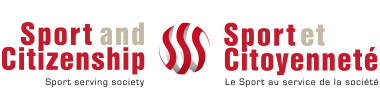 Sport and
Citizenship
Sport serving society
Sport et
Citoyenneté
Le Sport au service de la société